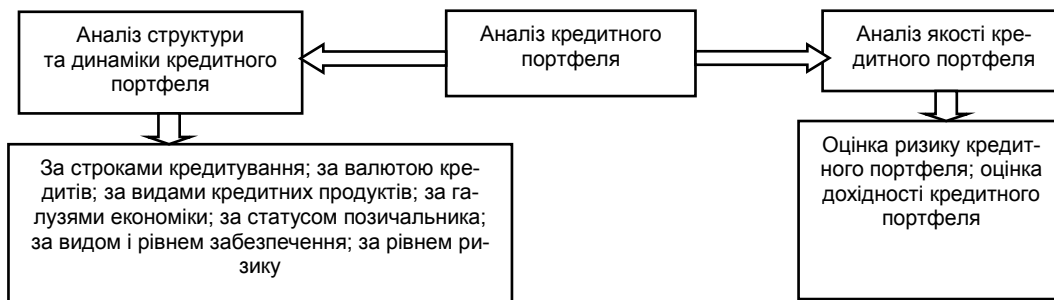 Аналіз структури
та динаміки кредитного
портфеля
Аналіз кредитного
портфеля
Аналіз якості кре-
дитного портфеля
За строками кредитування; за валютою кре-
дитів; за видами кредитних продуктів; за га-
лузями економіки; за статусом позичальника;
за видом і рівнем забезпечення; за рівнем ри-
зику
Оцінка ризику кредит-
ного портфеля; оцінка
дохідності кредитного
портфеля